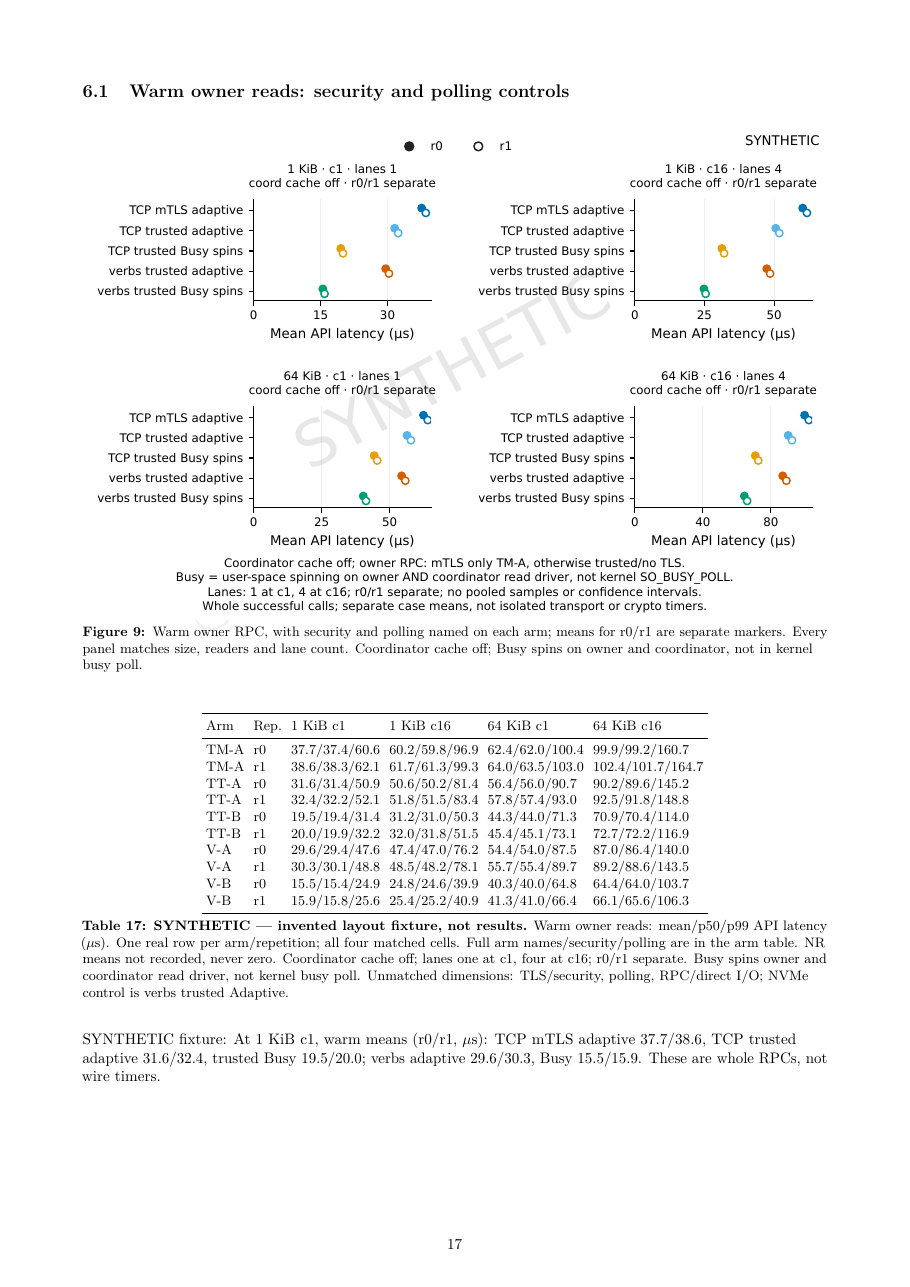 6.1 Warm owner reads: security and polling controls
r0 r1
SYNTHETIC
1 KiB · c1 · lanes 1
coord cache off · r0/r1 separate
TCP mTLS adaptive
TCP trusted adaptive
TCP trusted Busy spins
verbs trusted adaptive
verbs trusted Busy spins
0 15 30
Mean API latency (µs)
1 KiB · c16 · lanes 4
coord cache off · r0/r1 separate
TCP mTLS adaptive
TCP trusted adaptive
TCP trusted Busy spins
verbs trusted adaptive
verbs trusted Busy spins
0 25 50
Mean API latency (µs)
64 KiB · c1 · lanes 1
coord cache off · r0/r1 separate
TCP mTLS adaptive
TCP trusted adaptive
TCP trusted Busy spins
verbs trusted adaptive
verbs trusted Busy spins
0 25 50
Mean API latency (µs)
64 KiB · c16 · lanes 4
coord cache off · r0/r1 separate
TCP mTLS adaptive
TCP trusted adaptive
TCP trusted Busy spins
verbs trusted adaptive
verbs trusted Busy spins
0 40 80
Mean API latency (µs)
SYNTHETIC
Coordinator cache off; owner RPC: mTLS only TM-A, otherwise trusted/no TLS.
Busy = user-space spinning on owner AND coordinator read driver, not kernel SO_BUSY_POLL.
Lanes: 1 at c1, 4 at c16; r0/r1 separate; no pooled samples or confidence intervals.
Whole successful calls; separate case means, not isolated transport or crypto timers.
Figure 9: Warm owner RPC, with security and polling named on each arm; means for r0/r1 are separate markers. Every
panel matches size, readers and lane count. Coordinator cache off; Busy spins on owner and coordinator, not in kernel
busy poll.
Arm Rep. 1 KiB c1 1 KiB c16 64 KiB c1 64 KiB c16
TM-A r0 37.7/37.4/60.6 60.2/59.8/96.9 62.4/62.0/100.4 99.9/99.2/160.7
TM-A r1 38.6/38.3/62.1 61.7/61.3/99.3 64.0/63.5/103.0 102.4/101.7/164.7
TT-A r0 31.6/31.4/50.9 50.6/50.2/81.4 56.4/56.0/90.7 90.2/89.6/145.2
TT-A r1 32.4/32.2/52.1 51.8/51.5/83.4 57.8/57.4/93.0 92.5/91.8/148.8
TT-B r0 19.5/19.4/31.4 31.2/31.0/50.3 44.3/44.0/71.3 70.9/70.4/114.0
TT-B r1 20.0/19.9/32.2 32.0/31.8/51.5 45.4/45.1/73.1 72.7/72.2/116.9
V-A r0 29.6/29.4/47.6 47.4/47.0/76.2 54.4/54.0/87.5 87.0/86.4/140.0
V-A r1 30.3/30.1/48.8 48.5/48.2/78.1 55.7/55.4/89.7 89.2/88.6/143.5
V-B r0 15.5/15.4/24.9 24.8/24.6/39.9 40.3/40.0/64.8 64.4/64.0/103.7
V-B r1 15.9/15.8/25.6 25.4/25.2/40.9 41.3/41.0/66.4 66.1/65.6/106.3
Table 17: SYNTHETIC — invented layout fixture, not results. Warm owner reads: mean/p50/p99 API latency
(µs). One real row per arm/repetition; all four matched cells. Full arm names/security/polling are in the arm table. NR
means not recorded, never zero. Coordinator cache off; lanes one at c1, four at c16; r0/r1 separate. Busy spins owner and
coordinator read driver, not kernel busy poll. Unmatched dimensions: TLS/security, polling, RPC/direct I/O; NVMe
control is verbs trusted Adaptive.
SYNTHETIC fixture: At 1 KiB c1, warm means (r0/r1, µs): TCP mTLS adaptive 37.7/38.6, TCP trusted
adaptive 31.6/32.4, trusted Busy 19.5/20.0; verbs adaptive 29.6/30.3, Busy 15.5/15.9. These are whole RPCs, not
wire timers.
17